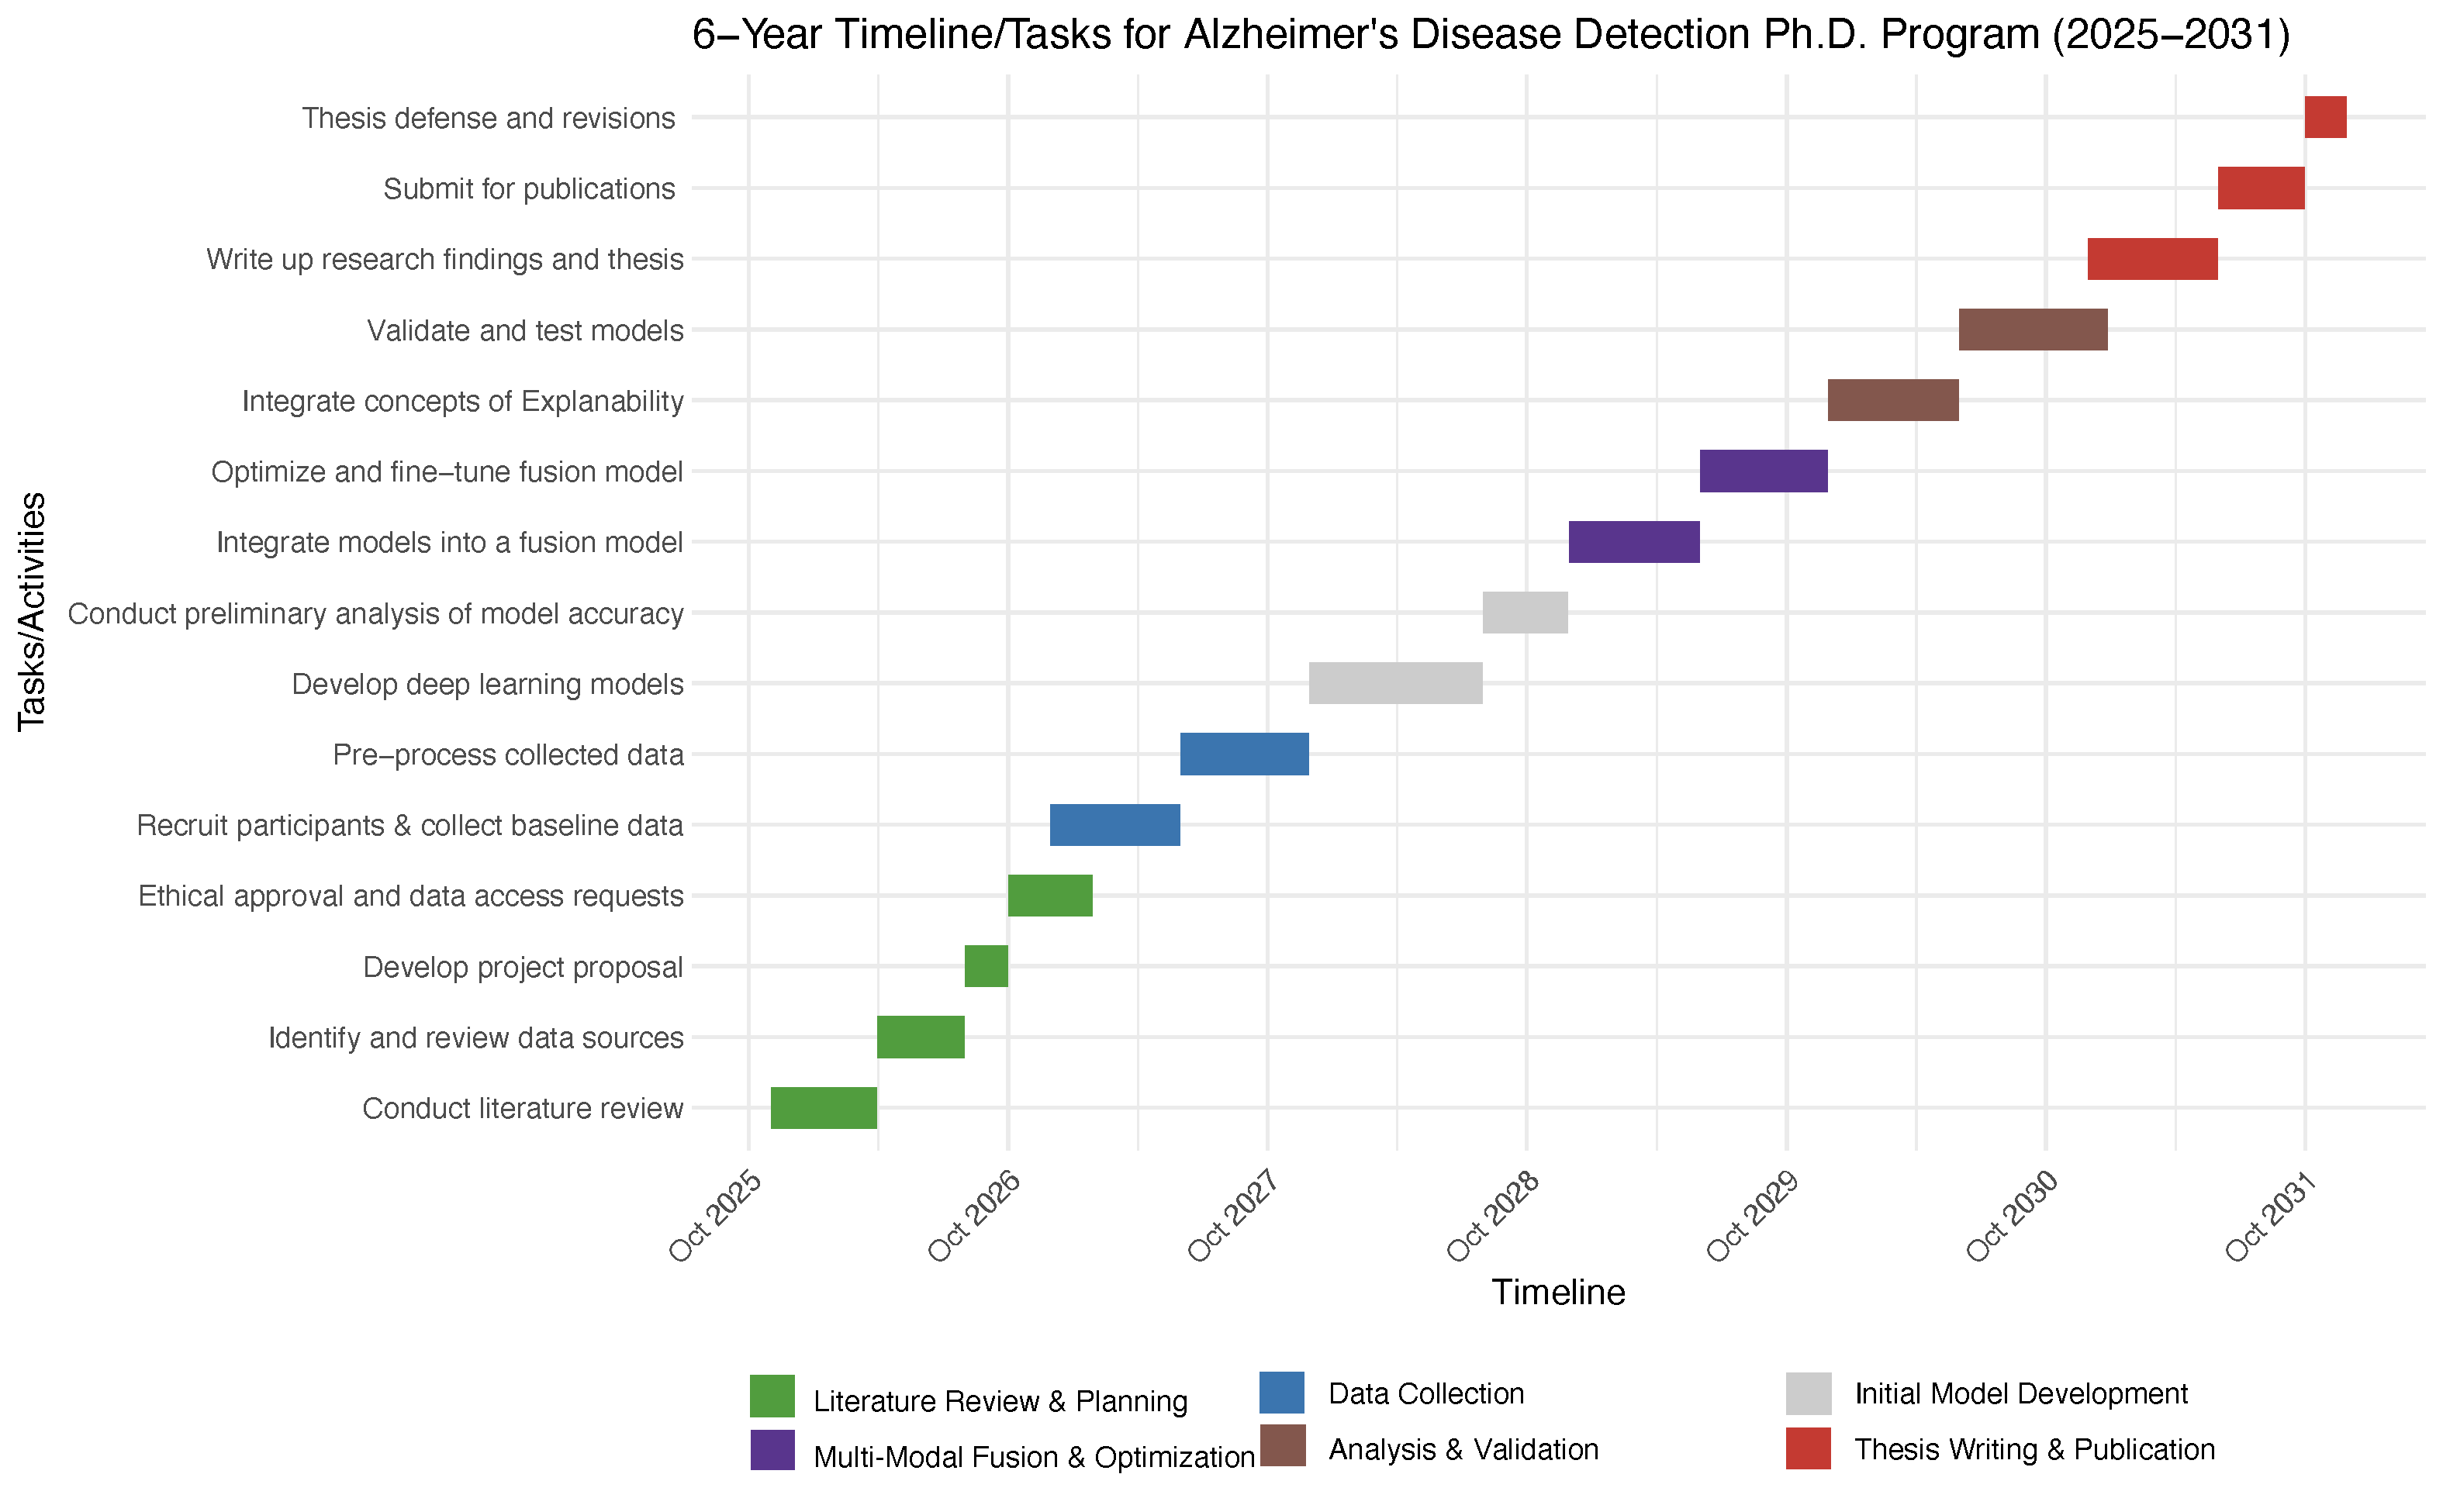 6−Year Timeline/Tasks for Alzheimer's Disease Detection Ph.D. Program (2025−2031)
Tasks/Activities
Thesis defense and revisions
Submit for publications
Write up research findings and thesis
Validate and test models
Integrate concepts of Explanability
Optimize and fine−tune fusion model
Integrate models into a fusion model
Conduct preliminary analysis of model accuracy
Develop deep learning models
Pre−process collected data
Recruit participants & collect baseline data
Ethical approval and data access requests
Develop project proposal
Identify and review data sources
Conduct literature review
Oct 2025
Oct 2026
Oct 2027
Oct 2028
Oct 2029
Oct 2030
Oct 2031
Timeline
Literature Review & Planning
Data Collection
Initial Model Development
Multi-Modal Fusion & Optimization
Analysis & Validation
Thesis Writing & Publication